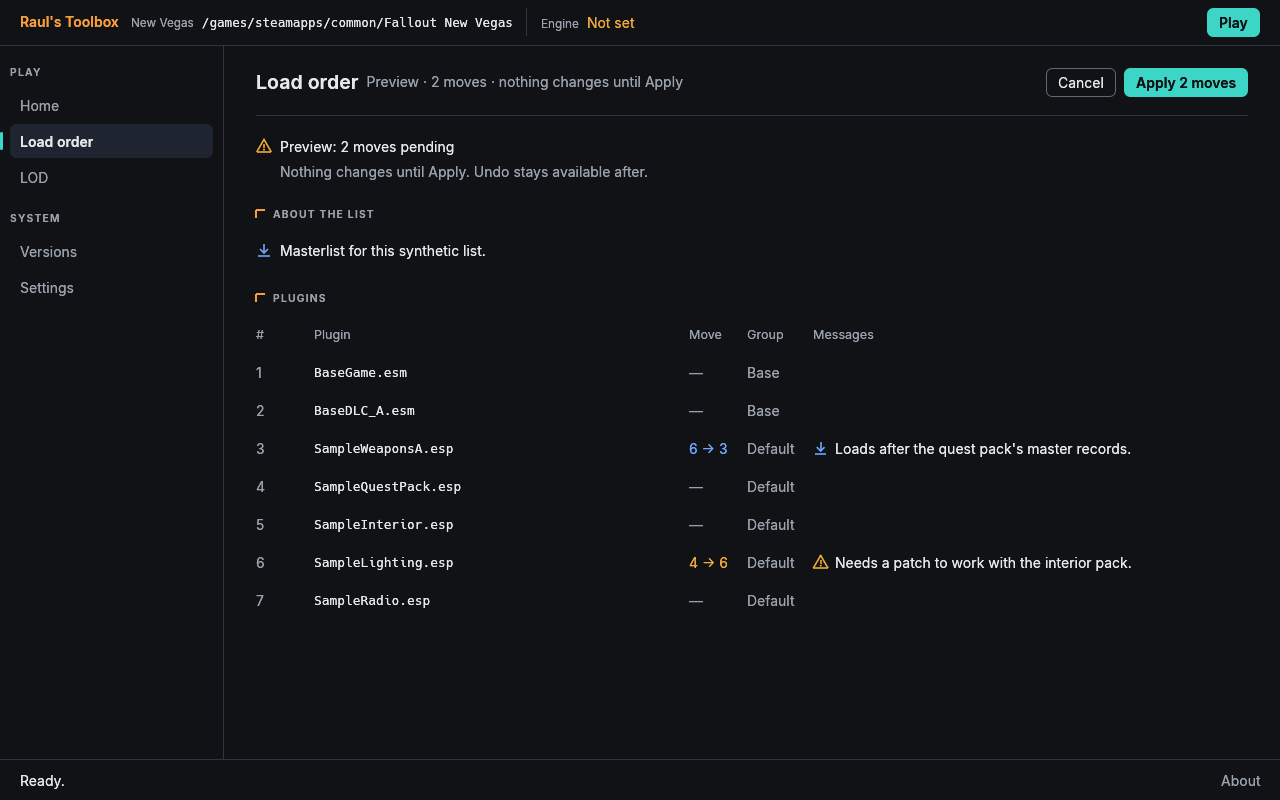 Raul's Toolbox New Vegas /games/steamapps/common/Fallout New Vegas Engine Not set Play
PLAY
Home
Load order
LOD
SYSTEM
Versions
Settings
Load order Preview · 2 moves · nothing changes until Apply Cancel Apply 2 moves
Preview: 2 moves pending
Nothing changes until Apply. Undo stays available after.
ABOUT THE LIST
Masterlist for this synthetic list.
PLUGINS
# Plugin Move Group Messages
1 BaseGame.esm — Base
2 BaseDLC_A.esm — Base
3 SampleWeaponsA.esp 6 → 3 Default Loads after the quest pack's master records.
4 SampleQuestPack.esp — Default
5 SampleInterior.esp — Default
6 SampleLighting.esp 4 → 6 Default Needs a patch to work with the interior pack.
7 SampleRadio.esp — Default
Ready. About